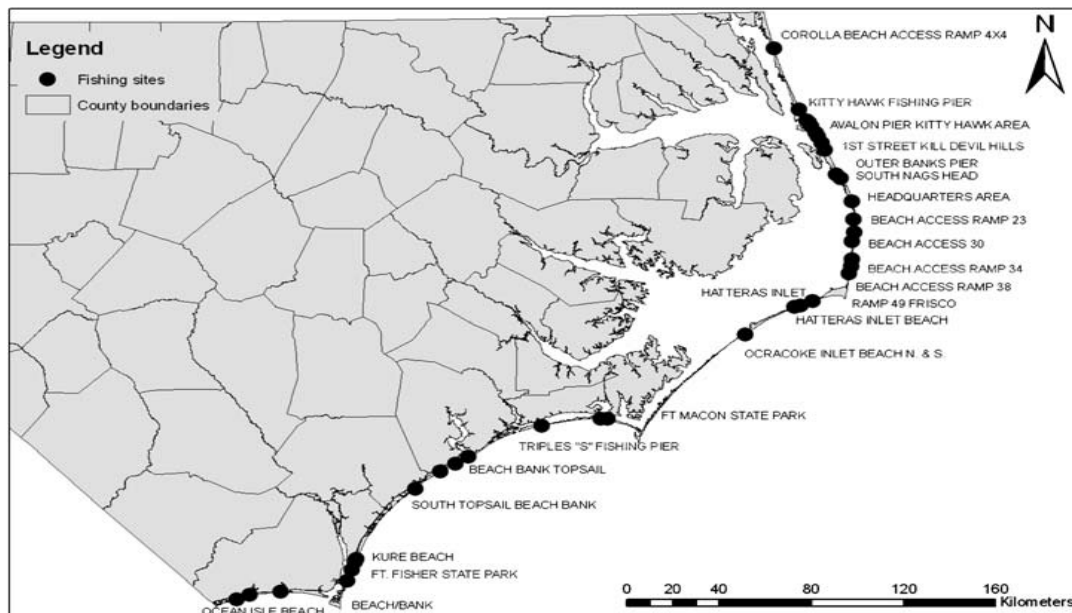 Legend
Fishing sites
County boundaries
N
COROLLA BEACH ACCESS RAMP 4X4
KITTY HAWK FISHING PIER
AVALON PIER KITTY HAWK AREA
1ST STREET KILL DEVIL HILLS
OUTER BANKS PIER
SOUTH NAGS HEAD
HEADQUARTERS AREA
BEACH ACCESS RAMP 23
BEACH ACCESS 30
BEACH ACCESS RAMP 34
BEACH ACCESS RAMP 38
HATTERAS INLET
RAMP 49 FRISCO
HATTERAS INLET BEACH
OCRACOKE INLET BEACH N. & S.
FT MACON STATE PARK
TRIPLES "S" FISHING PIER
BEACH BANK TOPSAIL
SOUTH TOPSAIL BEACH BANK
KURE BEACH
FT. FISHER STATE PARK
BEACH/BANK
OCEAN ISLE BEACH
0 20 40 80 120 160
Kilometers